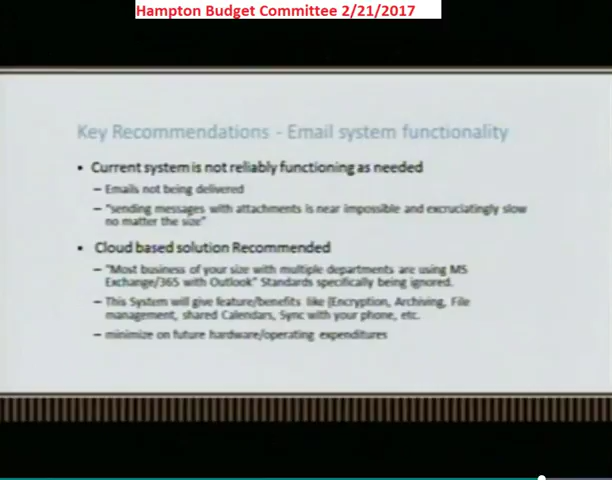 Hampton Budget Committee 2/21/2017
Key Recommendations - Email system functionality
• Current system is not reliably functioning as needed
– Emails not being delivered
– "sending messages with attachments is near impossible and excruciatingly slow
no matter the size"
• Cloud based solution Recommended
– "Most business of your size with multiple departments are using MS
Exchange/365 with Outlook" Standards specifically being ignored.
– This System will give feature/benefits like [Encryption, Archiving, File
management, shared Calendars, Sync with your phone, etc.
– minimize on future hardware/operating expenditures